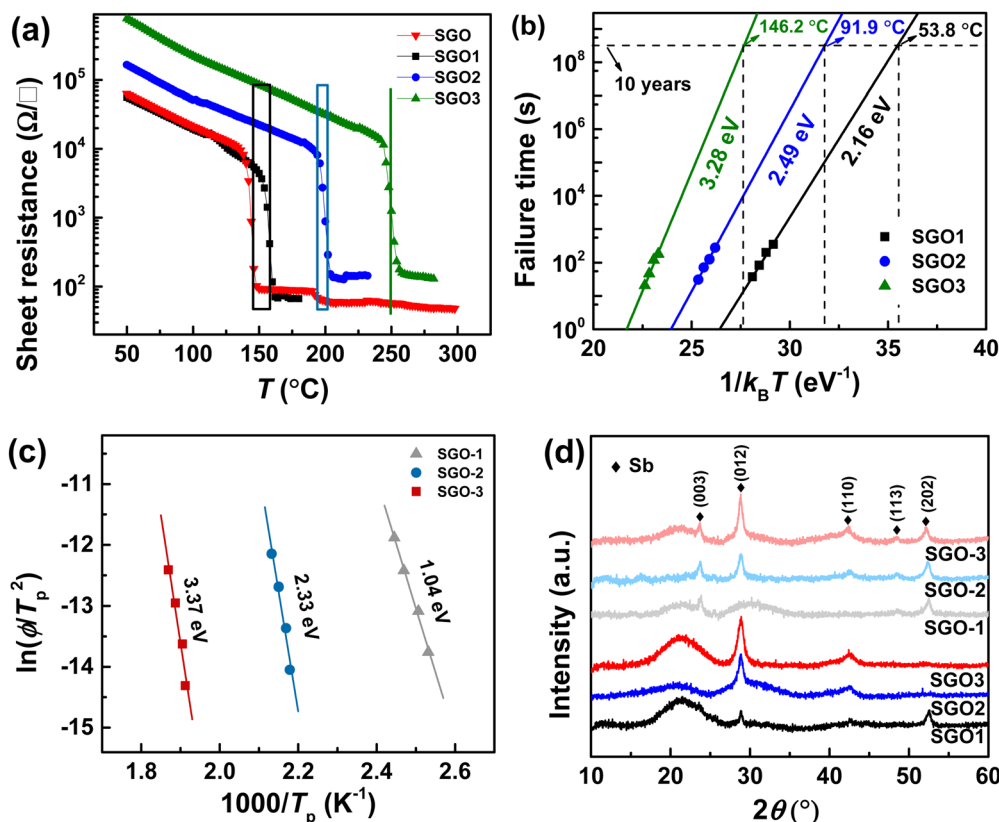 (a)
SGO
SGO1
SGO2
SGO3
10⁵
10⁴
10³
10²
Sheet resistance (Ω/□)
50 100 150 200 250 300
T (°C)
(b)
146.2 °C
91.9 °C
53.8 °C
10 years
3.28 eV
2.49 eV
2.16 eV
SGO1
SGO2
SGO3
10⁸
10⁶
10⁴
10²
10⁰
Failure time (s)
20 25 30 35 40
1/k_BT (eV⁻¹)
(c)
SGO-1
SGO-2
SGO-3
3.37 eV
2.33 eV
1.04 eV
-11
-12
-13
-14
-15
ln(ϕ/T_p²)
1.8 2.0 2.2 2.4 2.6
1000/T_p (K⁻¹)
(d)
Sb
(003)
(012)
(110)
(113)
(202)
SGO-3
SGO-2
SGO-1
SGO3
SGO2
SGO1
Intensity (a.u.)
10 20 30 40 50 60
2θ (°)